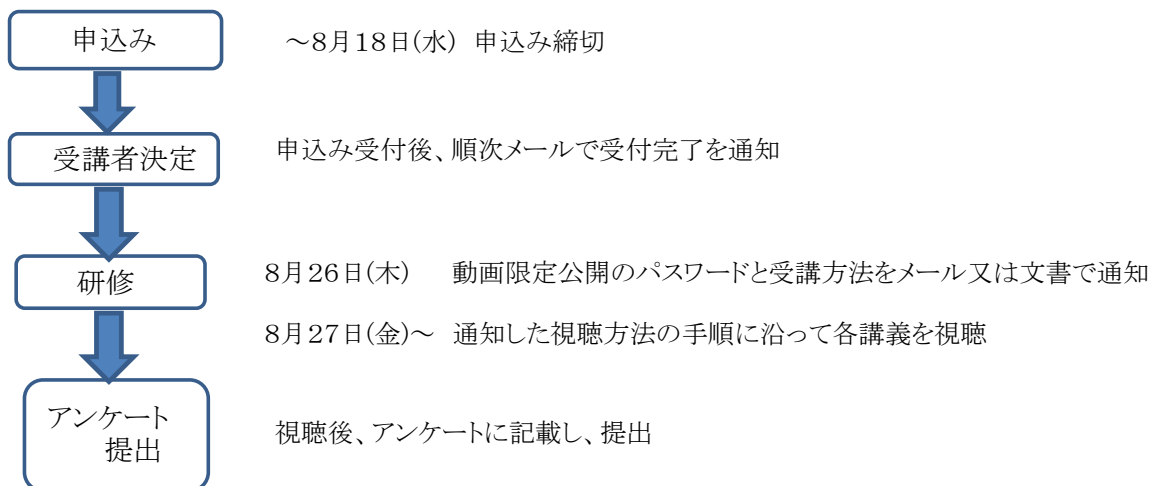 申込み
～8月18日(水) 申込み締切
受講者決定
申込み受付後、順次メールで受付完了を通知
研修
8月26日(木) 動画限定公開のパスワードと受講方法をメール又は文書で通知
8月27日(金)～ 通知した視聴方法の手順に沿って各講義を視聴
アンケート
提出
視聴後、アンケートに記載し、提出